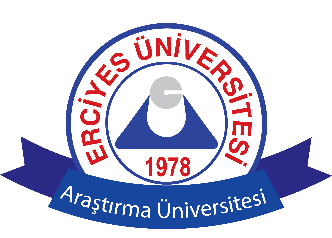 ERCİYES ÜNİVERSİTESİ
1978
Araştırma Üniversitesi